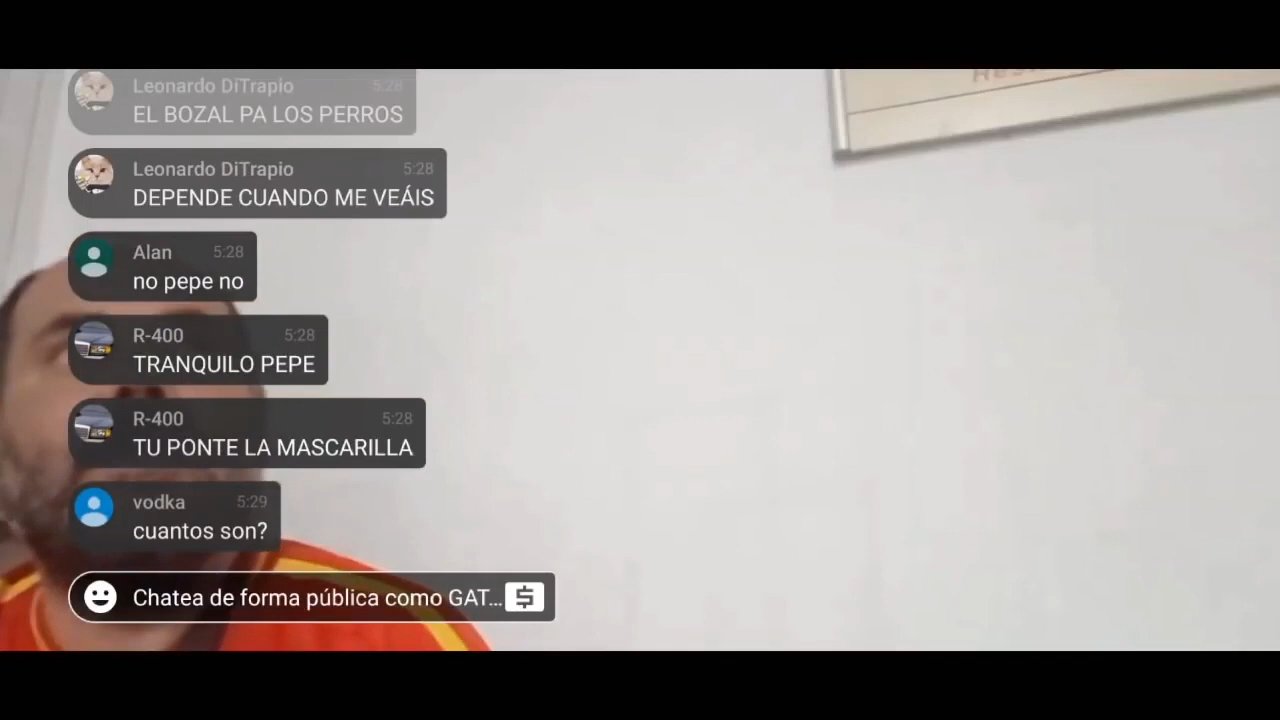 Leonardo DiTrapio 5:28
EL BOZAL PA LOS PERROS
Leonardo DiTrapio 5:28
DEPENDE CUANDO ME VEÁIS
Alan 5:28
no pepe no
R-400 5:28
TRANQUILO PEPE
R-400 5:28
TU PONTE LA MASCARILLA
vodka 5:29
cuantos son?
Chatea de forma pública como GAT...